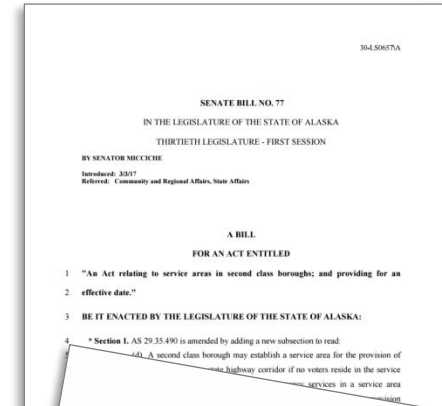 30-LS0657\A
SENATE BILL NO. 77
IN THE LEGISLATURE OF THE STATE OF ALASKA
THIRTIETH LEGISLATURE - FIRST SESSION
BY SENATOR MICCICHE
Introduced: 3/3/17
Referred: Community and Regional Affairs, State Affairs
A BILL
FOR AN ACT ENTITLED
1 "An Act relating to service areas in second class boroughs; and providing for an
2 effective date."
3 BE IT ENACTED BY THE LEGISLATURE OF THE STATE OF ALASKA:
4 * Section 1. AS 29.35.490 is amended by adding a new subsection to read:
(d) A second class borough may establish a service area for the provision of
highway corridor if no voters reside in the service
services in a service area